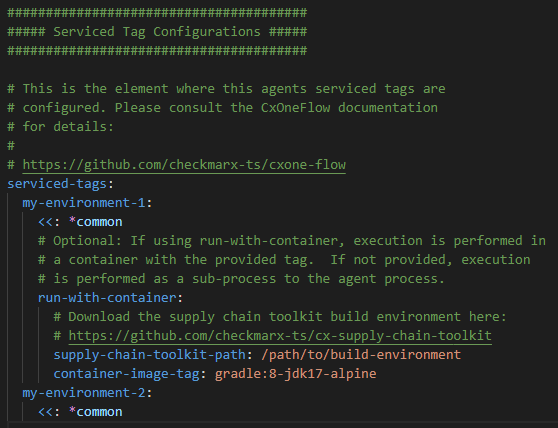 #######################################
##### Serviced Tag Configurations #####
#######################################

# This is the element where this agents serviced tags are
# configured. Please consult the CxOneFlow documentation
# for details:
#
# https://github.com/checkmarx-ts/cxone-flow
serviced-tags:
  my-environment-1:
    <<: *common
    # Optional: If using run-with-container, execution is performed in
    # a container with the provided tag.  If not provided, execution
    # is performed as a sub-process to the agent process.
    run-with-container:
      # Download the supply chain toolkit build environment here:
      # https://github.com/checkmarx-ts/cx-supply-chain-toolkit
      supply-chain-toolkit-path: /path/to/build-environment
      container-image-tag: gradle:8-jdk17-alpine
  my-environment-2:
    <<: *common